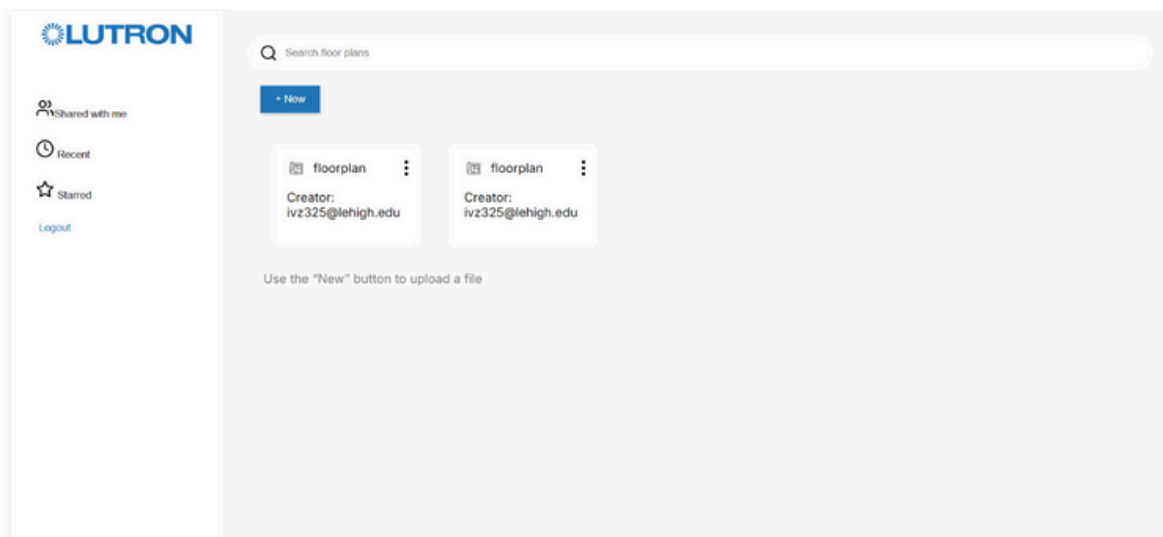 LUTRON
Shared with me
Recent
Starred
Logout
Search floor plans
+ New
floorplan
Creator:
ivz325@lehigh.edu
floorplan
Creator:
ivz325@lehigh.edu
Use the "New" button to upload a file